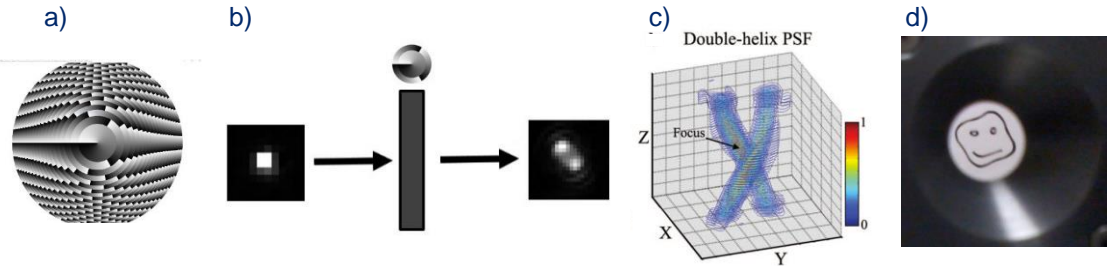 a)
b)
c)
d)
Double-helix PSF
Z
Focus
X
Y
1
0